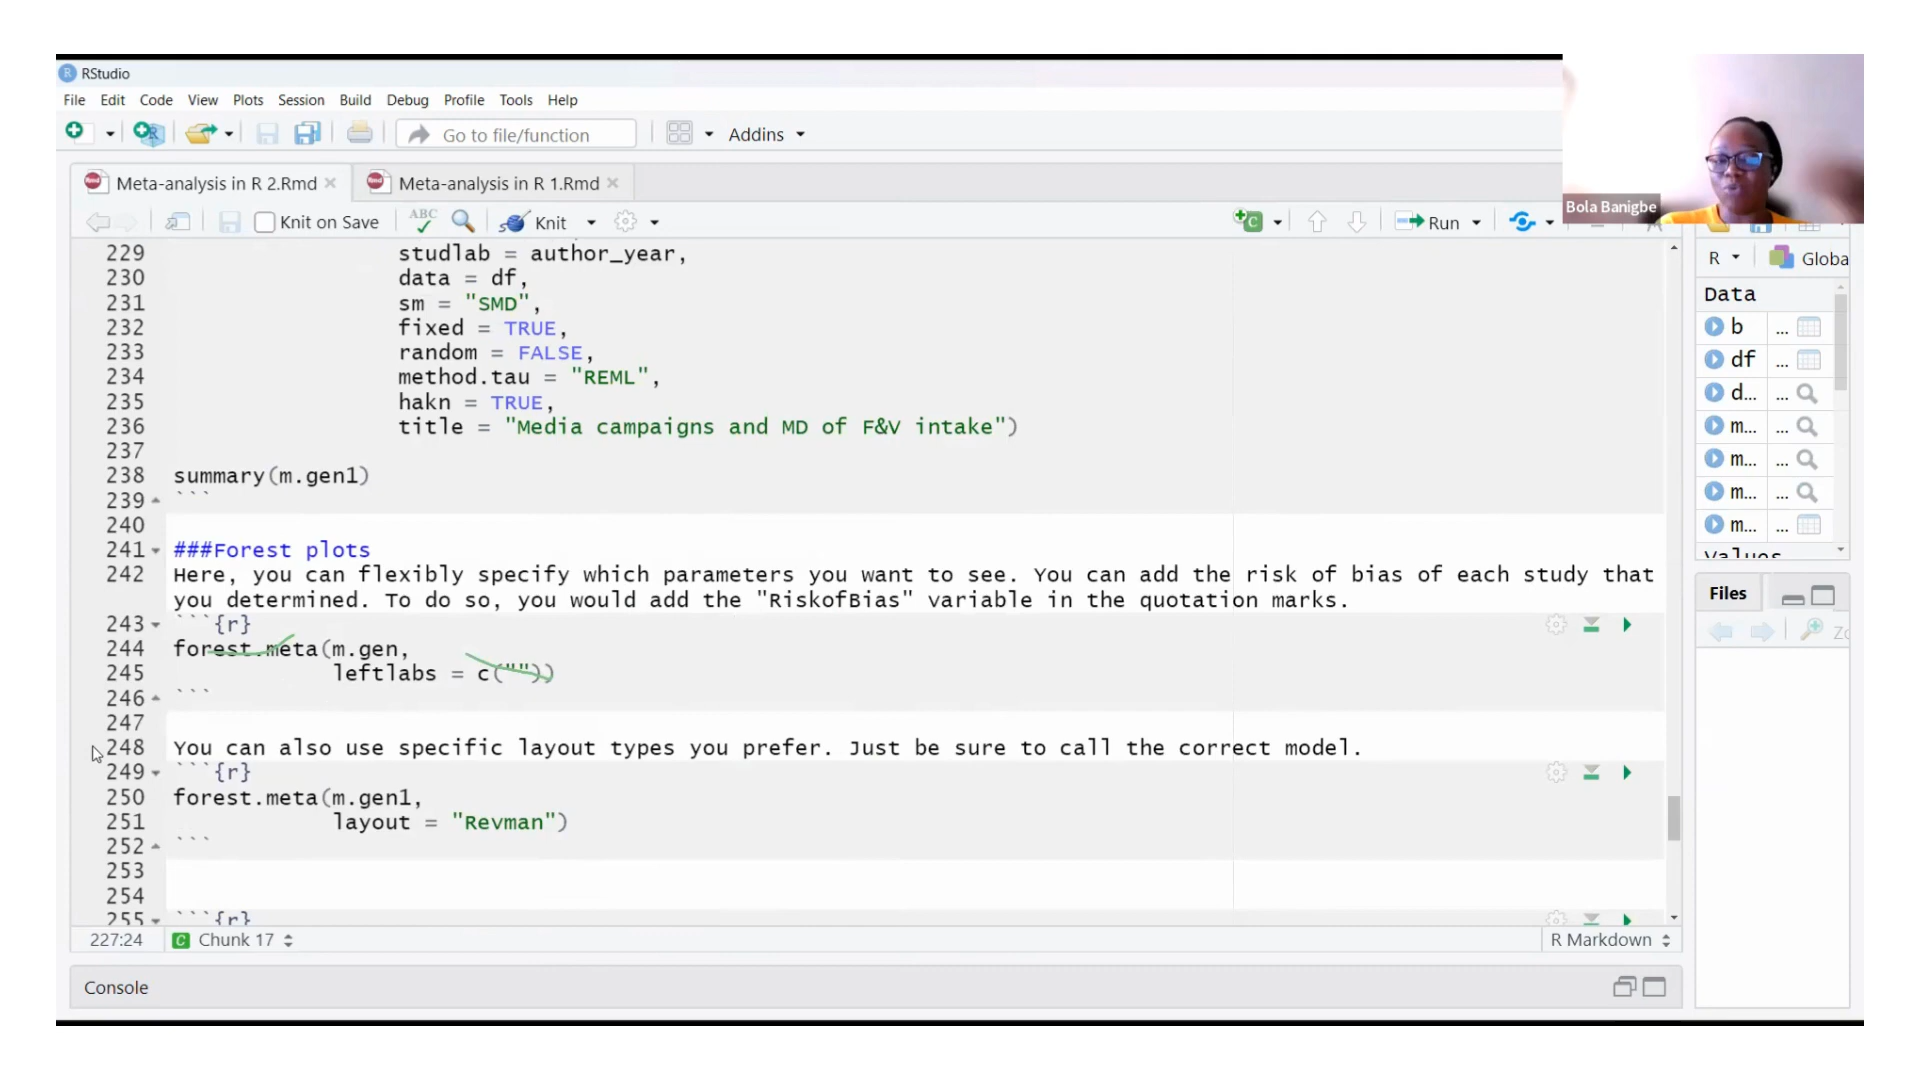 RStudio
File Edit Code View Plots Session Build Debug Profile Tools Help
Go to file/function Addins
Meta-analysis in R 2.Rmd Meta-analysis in R 1.Rmd
Bola Banigbe
Knit on Save ABC Knit Run
229 studlab = author_year,
230 data = df,
231 sm = "SMD",
232 fixed = TRUE,
233 random = FALSE,
234 method.tau = "REML",
235 hakn = TRUE,
236 title = "Media campaigns and MD of F&V intake")
237
238 summary(m.gen1)
239 ```
240
241 ###Forest plots
242 Here, you can flexibly specify which parameters you want to see. You can add the risk of bias of each study that
you determined. To do so, you would add the "RiskofBias" variable in the quotation marks.
243 ```{r}
244 forest.meta(m.gen,
245 leftlabs = c(""))
246 ```
247
248 You can also use specific layout types you prefer. Just be sure to call the correct model.
249 ```{r}
250 forest.meta(m.gen1,
251 layout = "Revman")
252 ```
253
254
255 ```{r}
227:24 C Chunk 17 R Markdown
Console
R Globa
Data
b ...
df ...
d... ...
m... ...
m... ...
m... ...
m... ...
Values
Files